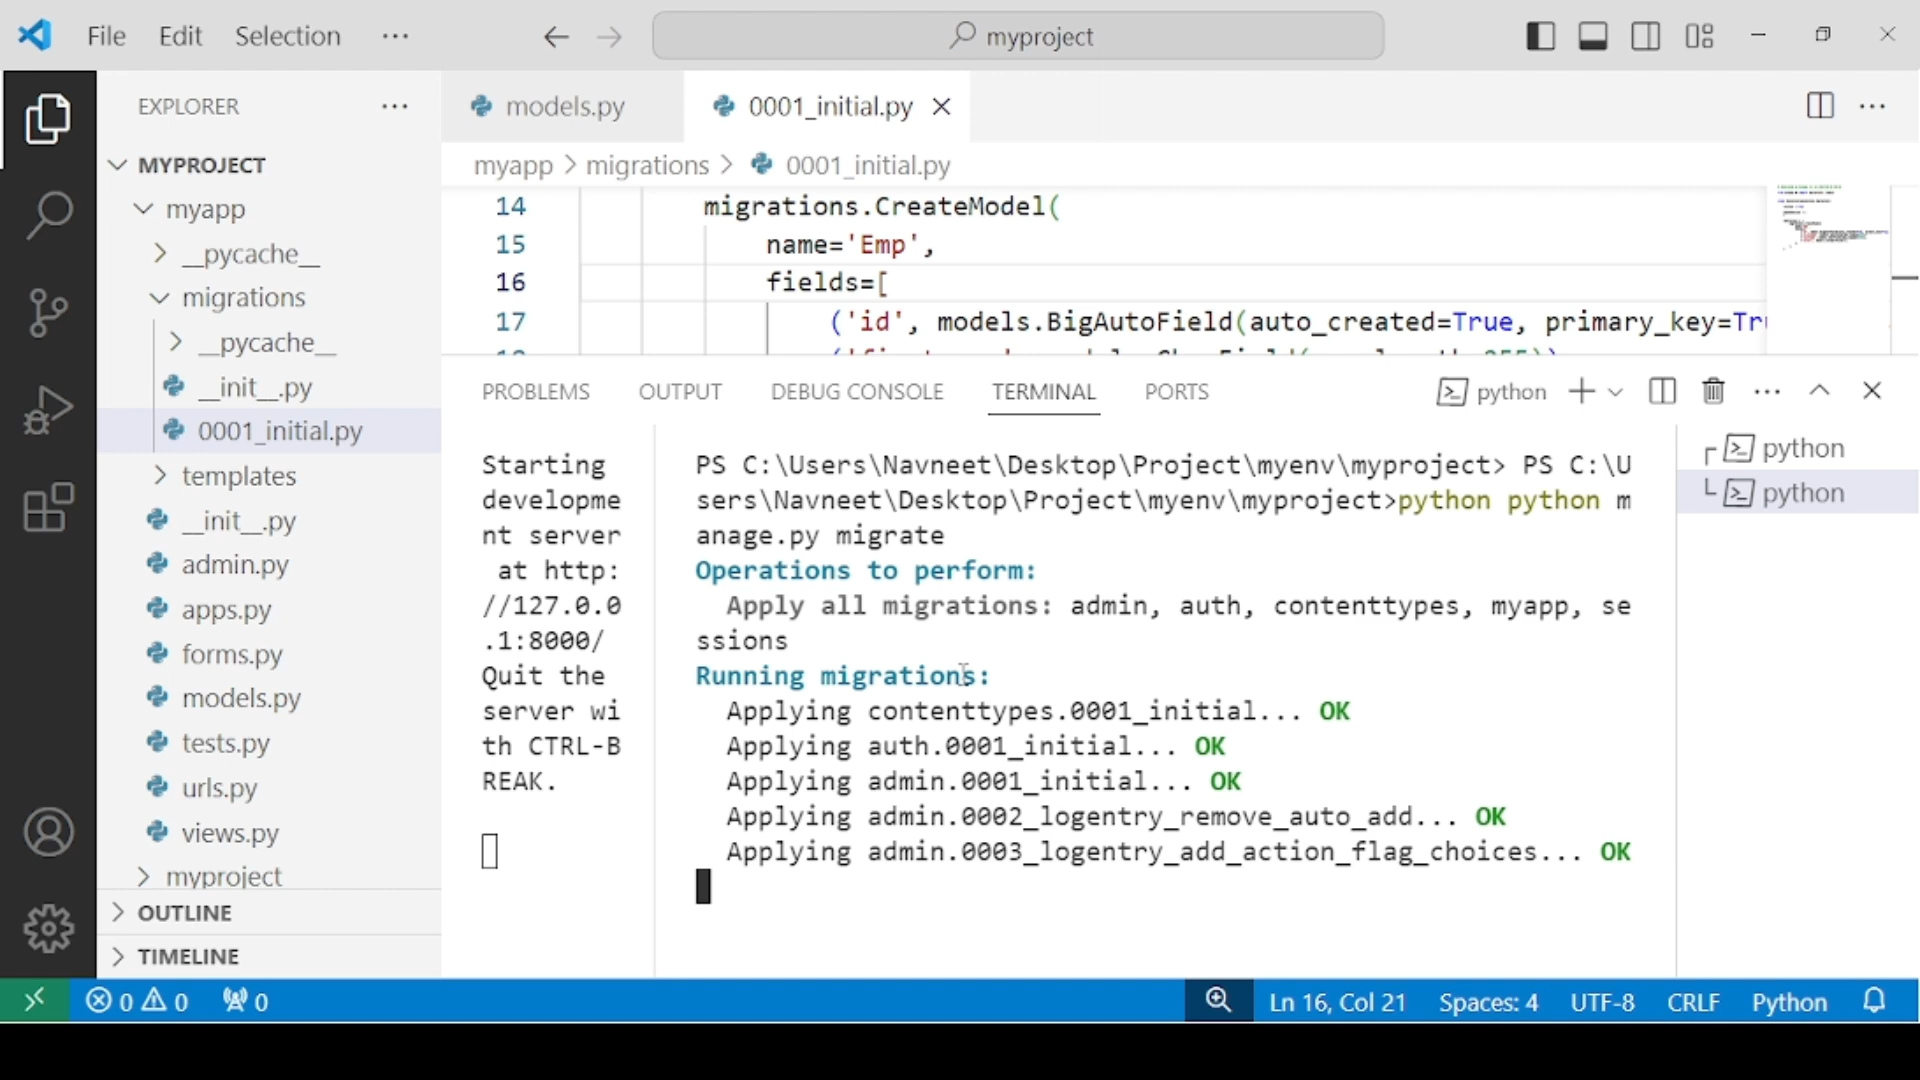 File Edit Selection ···
myproject
EXPLORER ···
MYPROJECT
myapp
__pycache__
migrations
__pycache__
__init__.py
0001_initial.py
templates
__init__.py
admin.py
apps.py
forms.py
models.py
tests.py
urls.py
views.py
myproject
OUTLINE
TIMELINE
models.py 0001_initial.py
myapp > migrations > 0001_initial.py
14 migrations.CreateModel(
15 name='Emp',
16 fields=[
17 ('id', models.BigAutoField(auto_created=True, primary_key=Tru
PROBLEMS OUTPUT DEBUG CONSOLE TERMINAL PORTS
python
Starting
developme
nt server
at http:
//127.0.0
.1:8000/
Quit the
server wi
th CTRL-B
REAK.
PS C:\Users\Navneet\Desktop\Project\myenv\myproject> PS C:\U
sers\Navneet\Desktop\Project\myenv\myproject>python python m
anage.py migrate
Operations to perform:
Apply all migrations: admin, auth, contenttypes, myapp, se
ssions
Running migrations:
Applying contenttypes.0001_initial... OK
Applying auth.0001_initial... OK
Applying admin.0001_initial... OK
Applying admin.0002_logentry_remove_auto_add... OK
Applying admin.0003_logentry_add_action_flag_choices... OK
python
python
0 0 0
Ln 16, Col 21 Spaces: 4 UTF-8 CRLF Python